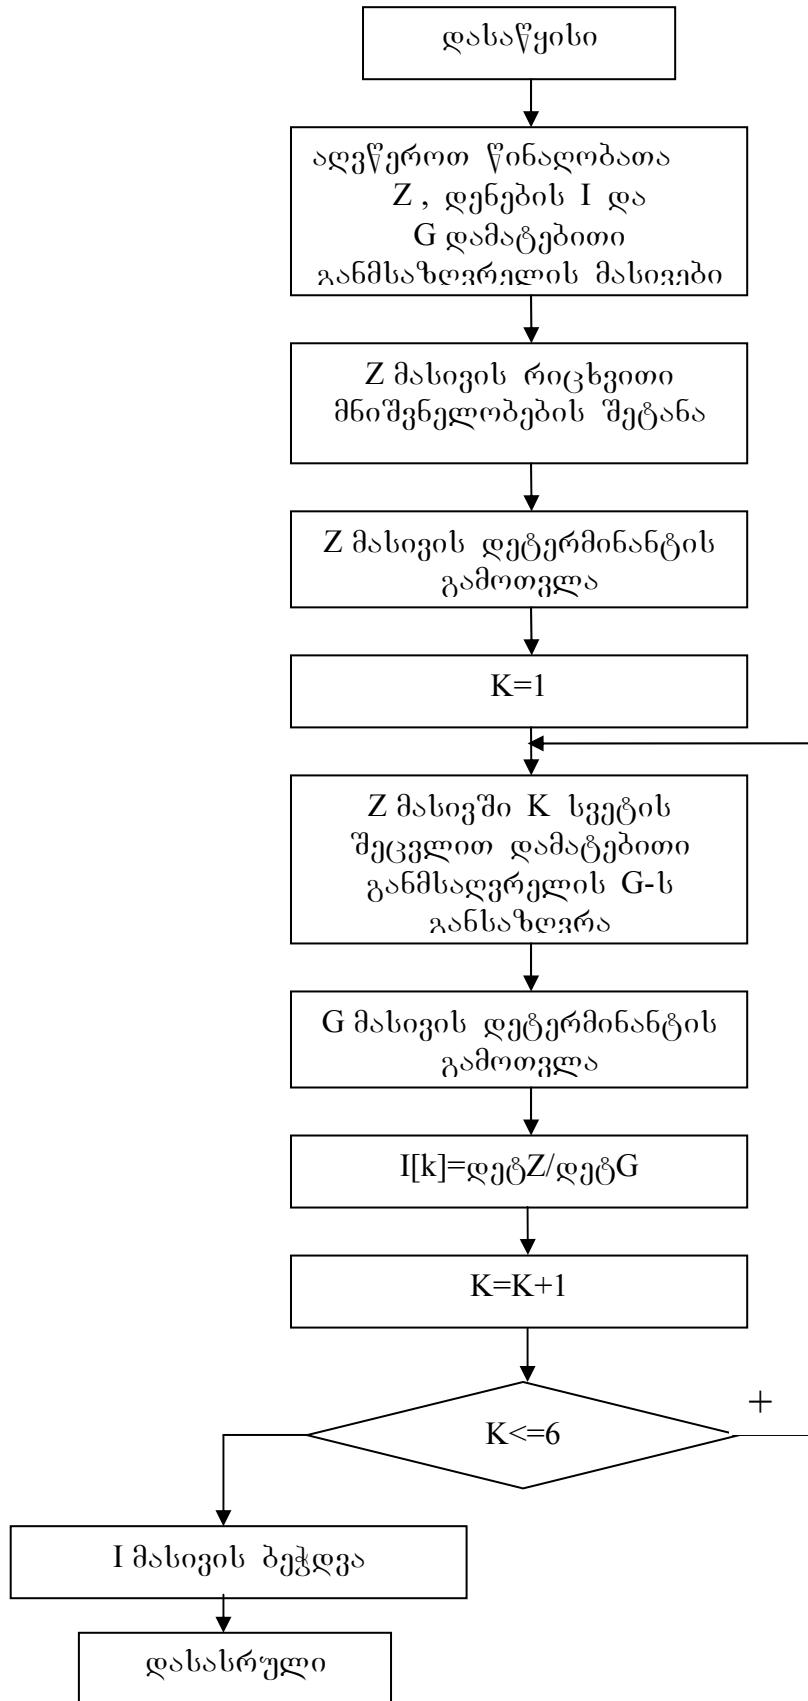 დასაწყისი
აღვწეროთ წინაღობათა
Z , დენების I და
G დამატებითი
განმსაზღვრელის მასივები
Z მასივის რიცხვითი
მნიშვნელობების შეტანა
Z მასივის დეტერმინანტის
გამოთვლა
K=1
Z მასივში K სვეტის
შეცვლით დამატებითი
განმსაღვრელის G-ს
განსაზღვრა
G მასივის დეტერმინანტის
გამოთვლა
I[k]=დეტZ/დეტG
K=K+1
+
K<=6
I მასივის ბეჭდვა
დასასრული